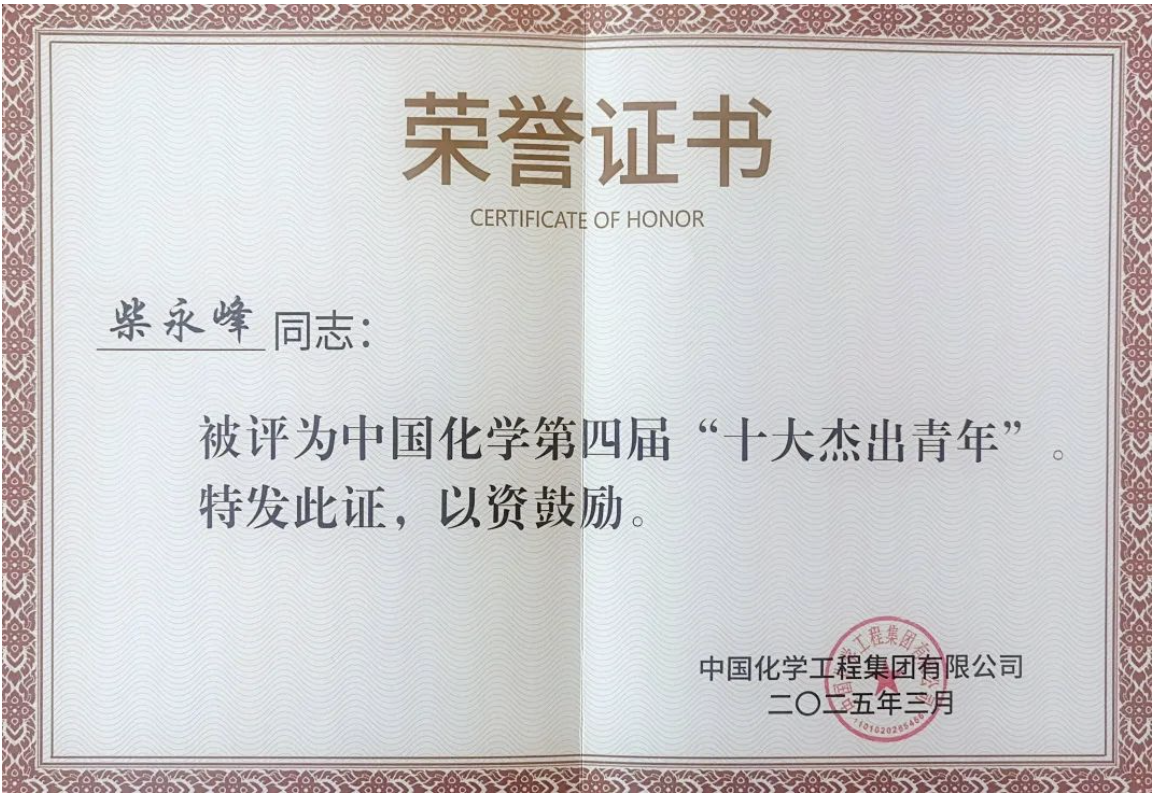 荣誉证书
CERTIFICATE OF HONOR
柴永峰 同志：
被评为中国化学第四届“十大杰出青年”。
特发此证，以资鼓励。
中国化学工程集团有限公司
二〇二五年三月